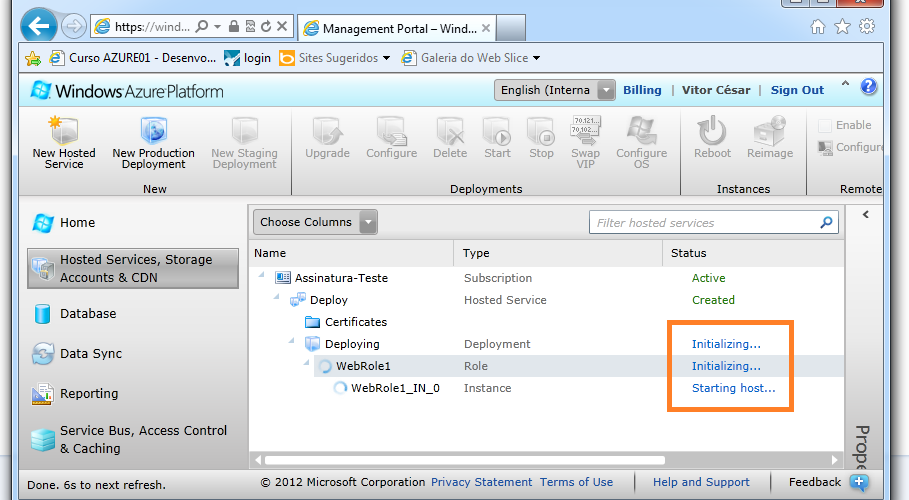 https://wind...
Management Portal – Wind...
Curso AZURE01 - Desenvo...
login
Sites Sugeridos
Galeria do Web Slice
Windows Azure Platform
English (Interna
Billing | Vitor César | Sign Out
New Hosted Service
New Production Deployment
New Staging Deployment
New
Upgrade
Configure
Delete
Start
Stop
70,121...
70,102...
Swap VIP
Configure OS
Deployments
Reboot
Reimage
Instances
Enable
Configure
Remote
Home
Hosted Services, Storage
Accounts & CDN
Database
Data Sync
Reporting
Service Bus, Access Control
& Caching
Choose Columns
Filter hosted services
Name Type Status
Assinatura-Teste Subscription Active
Deploy Hosted Service Created
Certificates
Deploying Deployment Initializing...
WebRole1 Role Initializing...
WebRole1_IN_0 Instance Starting host...
Prope
Done. 6s to next refresh.
© 2012 Microsoft Corporation Privacy Statement Terms of Use | Help and Support | Feedback